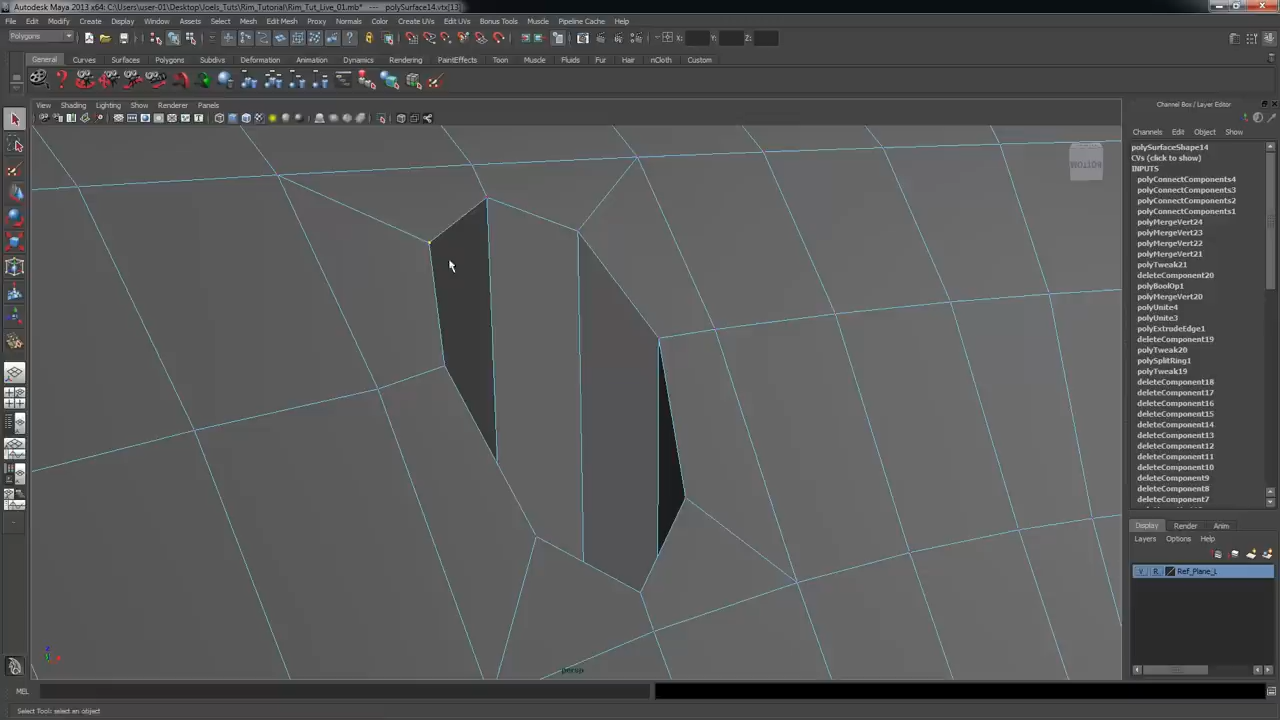 Autodesk Maya 2013 x64: C:\Users\user-01\Desktop\Joels_Tuts\Rim_Tutorial\Rim_Tut_Live_01.mb* --- polySurface14.vtx[13]
File Edit Modify Create Display Window Assets Select Mesh Edit Mesh Proxy Normals Color Create UVs Edit UVs Bonus Tools Muscle Pipeline Cache Help
Polygons X: Y: Z:
General Curves Surfaces Polygons Subdivs Deformation Animation Dynamics Rendering PaintEffects Toon Muscle Fluids Fur Hair nCloth Custom
View Shading Lighting Show Renderer Panels
Channel Box / Layer Editor
Channels Edit Object Show
polySurfaceShape14
CVs (click to show)
INPUTS
polyConnectComponents4
polyConnectComponents3
polyConnectComponents2
polyConnectComponents1
polyMergeVert24
polyMergeVert23
polyMergeVert22
polyMergeVert21
polyTweak21
deleteComponent20
polyBoolOp1
polyMergeVert20
polyUnite4
polyUnite3
polyExtrudeEdge1
deleteComponent19
polyTweak20
polySplitRing1
polyTweak19
deleteComponent18
deleteComponent17
deleteComponent16
deleteComponent15
deleteComponent14
deleteComponent13
deleteComponent12
deleteComponent11
deleteComponent10
deleteComponent9
deleteComponent8
deleteComponent7
BOTTOM
Display Render Anim
Layers Options Help
V R Ref_Plane_L
persp
MEL
Select Tool: select an object